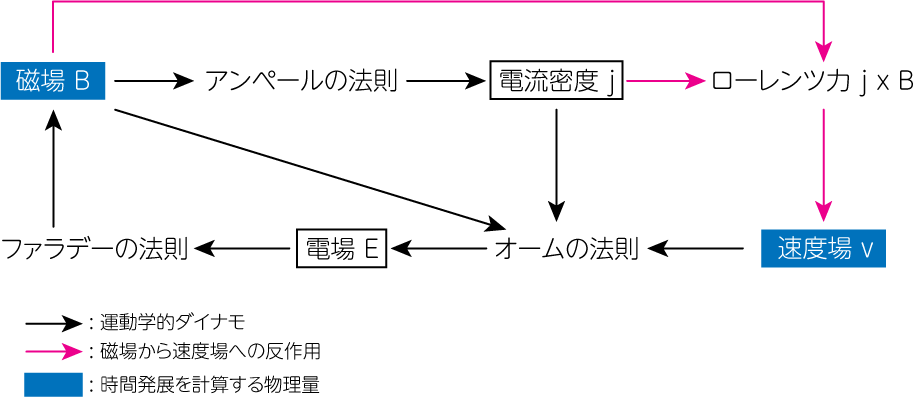 磁場 B
アンペールの法則
電流密度 j
ローレンツ力 j x B
ファラデーの法則
電場 E
オームの法則
速度場 v
: 運動学的ダイナモ
: 磁場から速度場への反作用
: 時間発展を計算する物理量